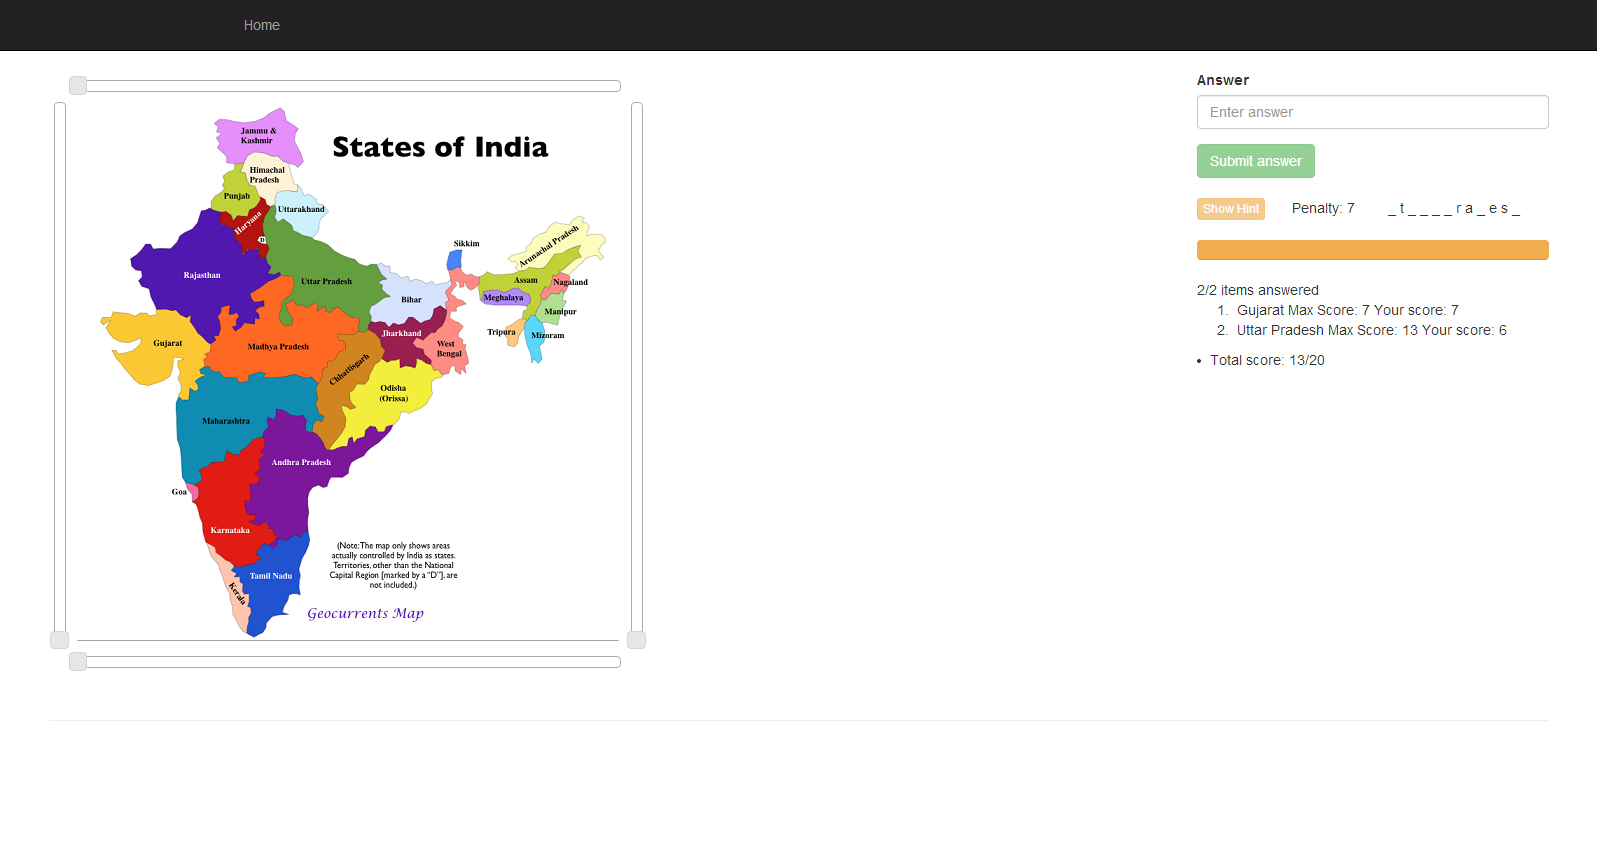 Home
Answer
Enter answer
Submit answer
Show Hint Penalty: 7 _ t _ _ _ _ r a _ e s _
2/2 items answered
1. Gujarat Max Score: 7 Your score: 7
2. Uttar Pradesh Max Score: 13 Your score: 6
• Total score: 13/20
States of India
Jammu &
Kashmir
Himachal
Pradesh
Punjab
Uttarakhand
Haryana
D
Rajasthan
Uttar Pradesh
Sikkim
Arunachal Pradesh
Assam
Nagaland
Bihar
Meghalaya
Manipur
Jharkhand
Tripura
Mizoram
Gujarat
Madhya Pradesh
West
Bengal
Chhattisgarh
Odisha
(Orissa)
Maharashtra
Andhra Pradesh
Goa
Karnataka
Tamil Nadu
Kerala
(Note: The map only shows areas
actually controlled by India as states.
Territories, other than the National
Capital Region [marked by a “D”], are
not included.)
Geocurrents Map